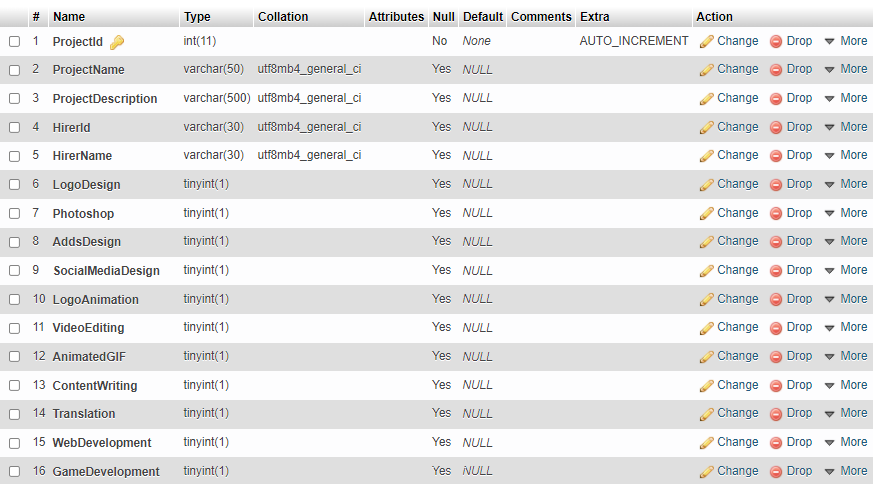 # Name Type Collation Attributes Null Default Comments Extra Action
1 ProjectId int(11) No None AUTO_INCREMENT Change Drop More
2 ProjectName varchar(50) utf8mb4_general_ci Yes NULL Change Drop More
3 ProjectDescription varchar(500) utf8mb4_general_ci Yes NULL Change Drop More
4 HirerId varchar(30) utf8mb4_general_ci Yes NULL Change Drop More
5 HirerName varchar(30) utf8mb4_general_ci Yes NULL Change Drop More
6 LogoDesign tinyint(1) Yes NULL Change Drop More
7 Photoshop tinyint(1) Yes NULL Change Drop More
8 AddsDesign tinyint(1) Yes NULL Change Drop More
9 SocialMediaDesign tinyint(1) Yes NULL Change Drop More
10 LogoAnimation tinyint(1) Yes NULL Change Drop More
11 VideoEditing tinyint(1) Yes NULL Change Drop More
12 AnimatedGIF tinyint(1) Yes NULL Change Drop More
13 ContentWriting tinyint(1) Yes NULL Change Drop More
14 Translation tinyint(1) Yes NULL Change Drop More
15 WebDevelopment tinyint(1) Yes NULL Change Drop More
16 GameDevelopment tinyint(1) Yes NULL Change Drop More